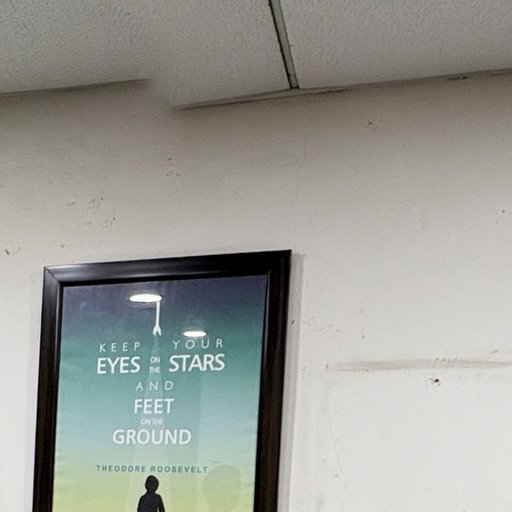 KEEP YOUR
EYES ON THE STARS
AND
FEET
ON THE
GROUND
THEODORE ROOSEVELT